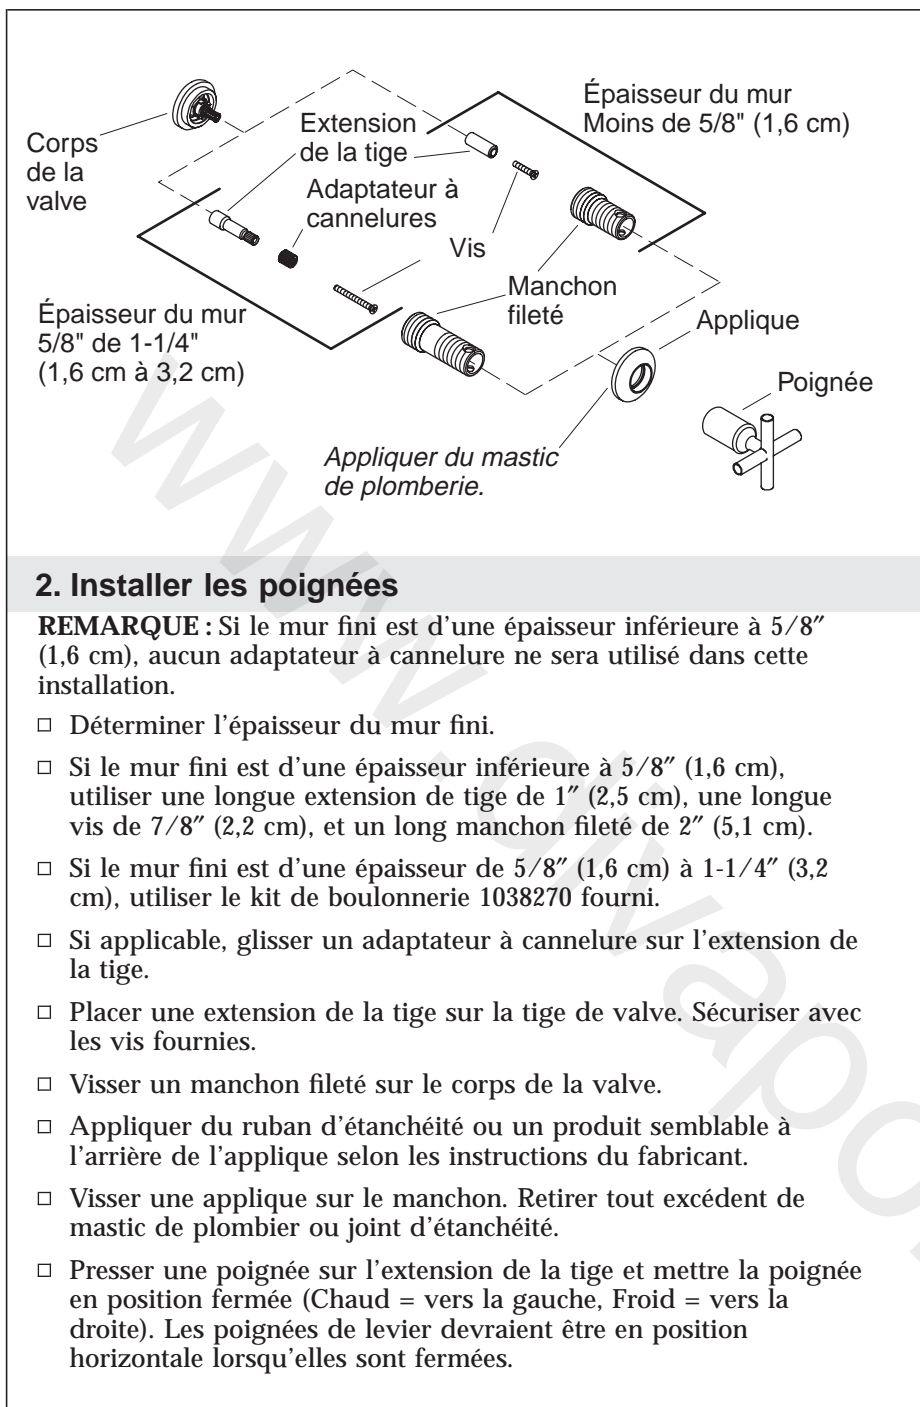 Épaisseur du mur
Moins de 5/8" (1,6 cm)
Corps
de la
valve
Extension
de la tige
Adaptateur à
cannelures
Vis
Manchon
fileté
Épaisseur du mur
5/8" de 1-1/4"
(1,6 cm à 3,2 cm)
Applique
Poignée
Appliquer du mastic
de plomberie.
2. Installer les poignées
REMARQUE : Si le mur fini est d'une épaisseur inférieure à 5/8″
(1,6 cm), aucun adaptateur à cannelure ne sera utilisé dans cette
installation.
□ Déterminer l'épaisseur du mur fini.
□ Si le mur fini est d'une épaisseur inférieure à 5/8″ (1,6 cm),
utiliser une longue extension de tige de 1″ (2,5 cm), une longue
vis de 7/8″ (2,2 cm), et un long manchon fileté de 2″ (5,1 cm).
□ Si le mur fini est d'une épaisseur de 5/8″ (1,6 cm) à 1-1/4″ (3,2
cm), utiliser le kit de boulonnerie 1038270 fourni.
□ Si applicable, glisser un adaptateur à cannelure sur l'extension de
la tige.
□ Placer une extension de la tige sur la tige de valve. Sécuriser avec
les vis fournies.
□ Visser un manchon fileté sur le corps de la valve.
□ Appliquer du ruban d'étanchéité ou un produit semblable à
l'arrière de l'applique selon les instructions du fabricant.
□ Visser une applique sur le manchon. Retirer tout excédent de
mastic de plombier ou joint d'étanchéité.
□ Presser une poignée sur l'extension de la tige et mettre la poignée
en position fermée (Chaud = vers la gauche, Froid = vers la
droite). Les poignées de levier devraient être en position
horizontale lorsqu'elles sont fermées.
www.divapo